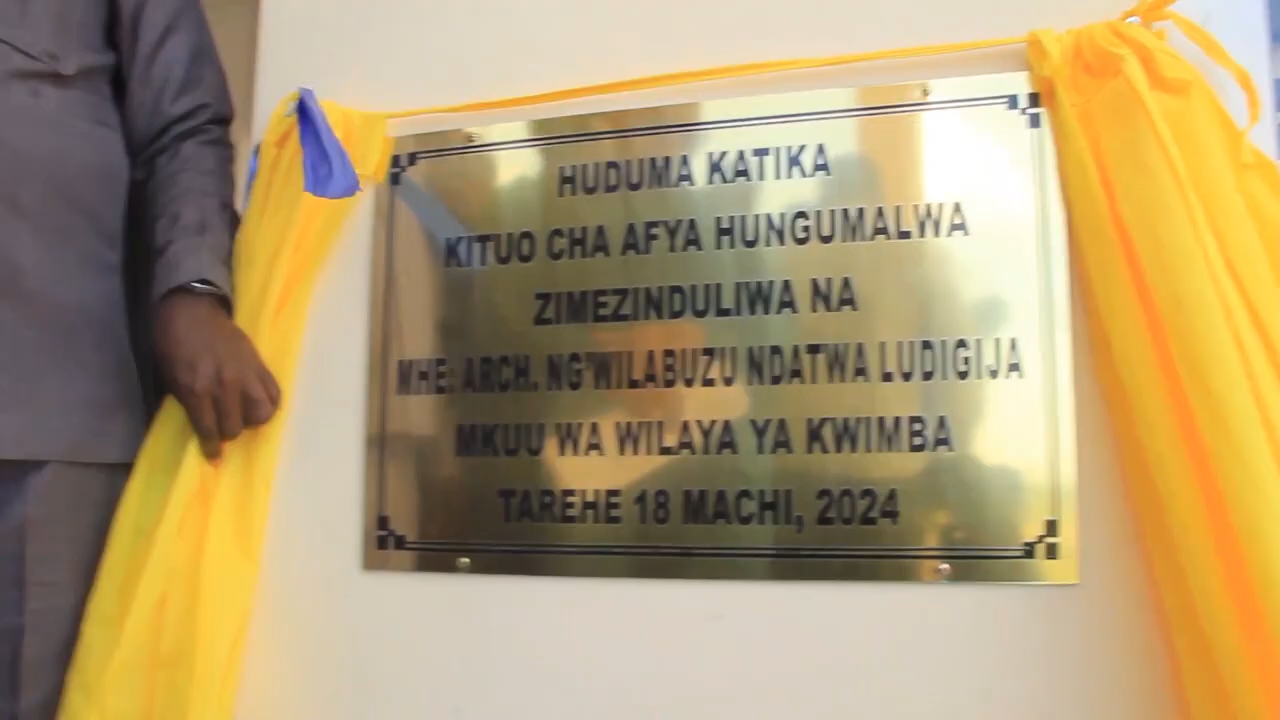 HUDUMA KATIKA
KITUO CHA AFYA HUNGUMALWA
ZIMEZINDULIWA NA
MHE: ARCH. NG'WILABUZU NDATWA LUDIGIJA
MKUU WA WILAYA YA KWIMBA
TAREHE 18 MACHI, 2024